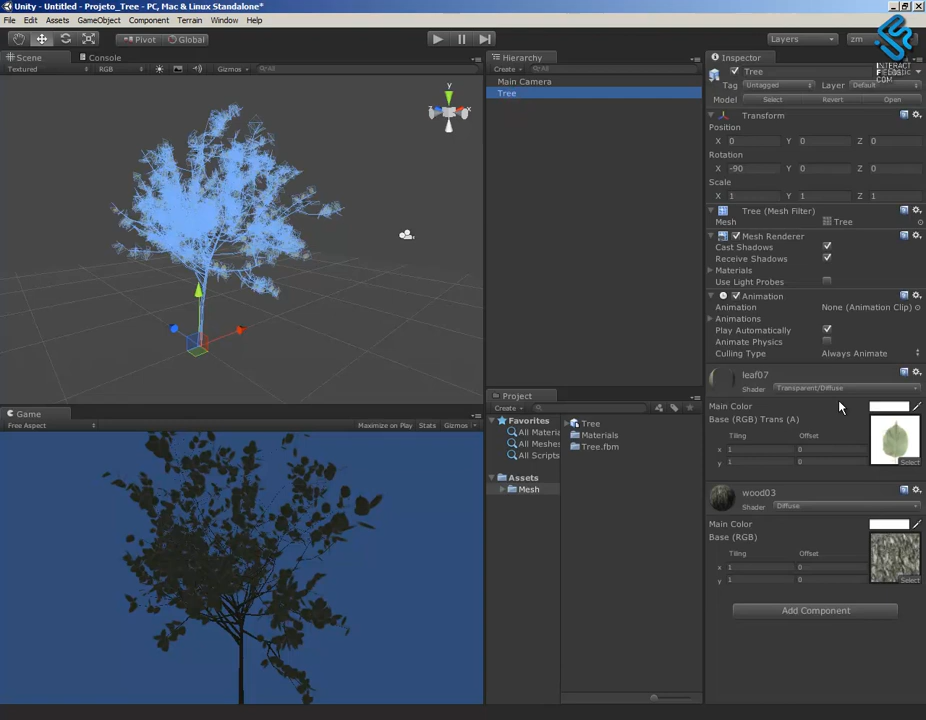 Unity - Untitled - Projeto_Tree - PC, Mac & Linux Standalone*
File Edit Assets GameObject Component Terrain Window Help
Pivot Global Layers zm
INTERACT
FIELDS
.COM
Scene Console
Textured RGB Gizmos All
y
z x
Game
Free Aspect Maximize on Play Stats Gizmos
Hierarchy
Create All
Main Camera
Tree
Project
Create
Favorites
All Materia
All Meshes
All Scripts
Assets
Mesh
Tree
Materials
Tree.fbm
Inspector
Tree
Tag Untagged Layer Default
Model Select Revert Open
Transform
Position
X 0 Y 0 Z 0
Rotation
X -90 Y 0 Z 0
Scale
X 1 Y 1 Z 1
Tree (Mesh Filter)
Mesh Tree
Mesh Renderer
Cast Shadows
Receive Shadows
Materials
Use Light Probes
Animation
Animation None (Animation Clip)
Animations
Play Automatically
Animate Physics
Culling Type Always Animate
leaf07
Shader Transparent/Diffuse
Main Color
Base (RGB) Trans (A)
Tiling Offset
x 1 0
y 1 0
Select
wood03
Shader Diffuse
Main Color
Base (RGB)
Tiling Offset
x 1 0
y 1 0
Select
Add Component